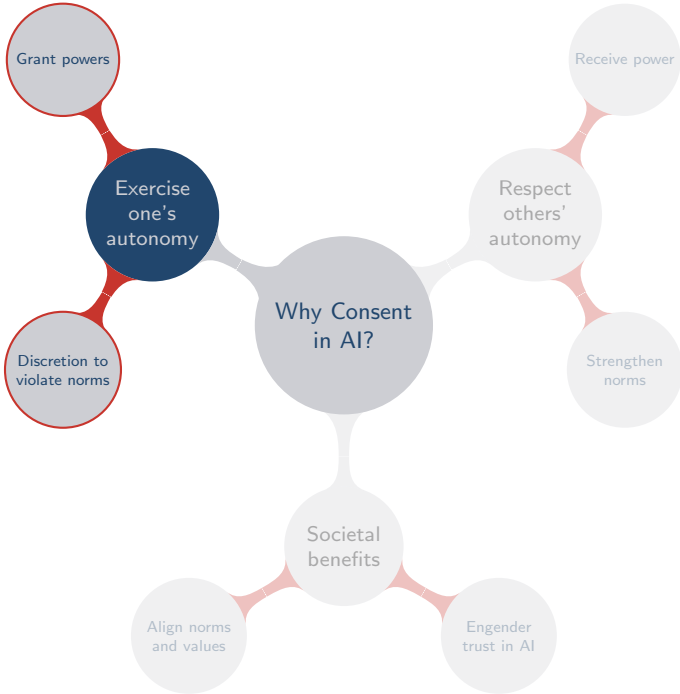 Grant powers
Receive power
Exercise
one's
autonomy
Respect
others'
autonomy
Why Consent
in AI?
Discretion to
violate norms
Strengthen
norms
Societal
benefits
Align norms
and values
Engender
trust in AI